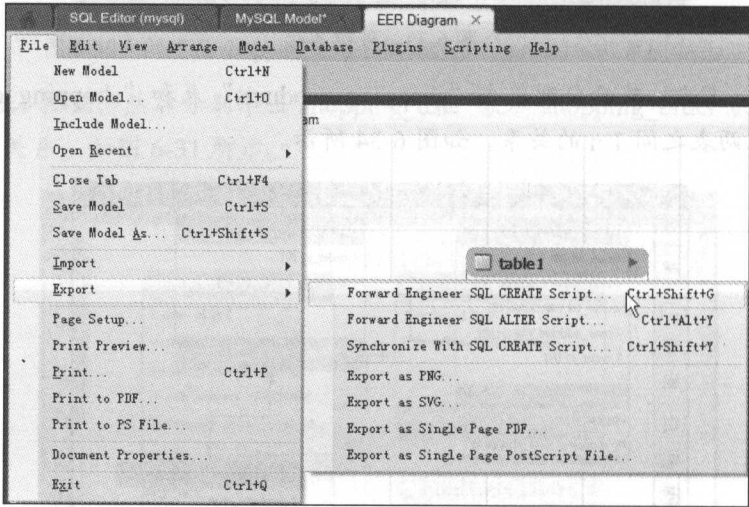 SQL Editor (mysql) MySQL Model* EER Diagram ×
File Edit View Arrange Model Database Plugins Scripting Help
New Model Ctrl+N
Open Model... Ctrl+O
Include Model...
Open Recent
Close Tab Ctrl+F4
Save Model Ctrl+S
Save Model As... Ctrl+Shift+S
Import
Export
Page Setup...
Print Preview...
Print... Ctrl+P
Print to PDF...
Print to PS File...
Document Properties...
Exit Ctrl+Q
am
table1
Forward Engineer SQL CREATE Script... Ctrl+Shift+G
Forward Engineer SQL ALTER Script... Ctrl+Alt+Y
Synchronize With SQL CREATE Script... Ctrl+Shift+Y
Export as PNG...
Export as SVG...
Export as Single Page PDF...
Export as Single Page PostScript File...